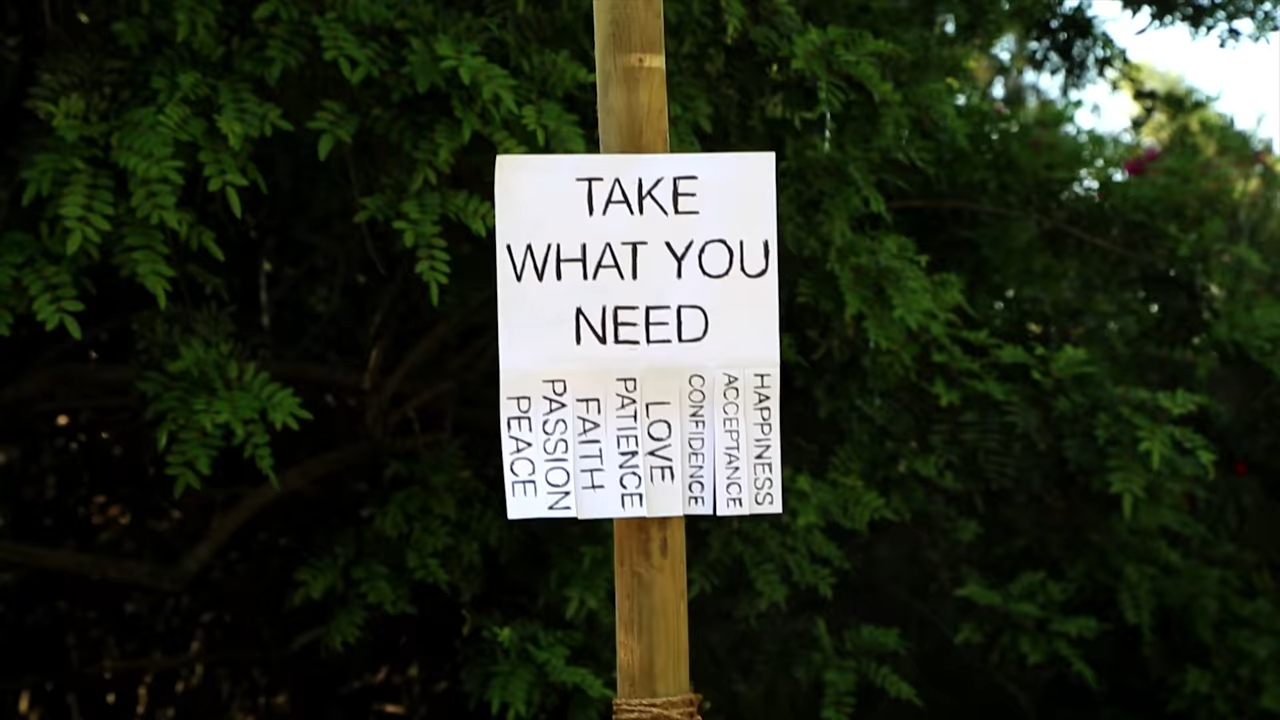 TAKE
WHAT YOU
NEED
PEACE
PASSION
FAITH
PATIENCE
LOVE
CONFIDENCE
ACCEPTANCE
HAPPINESS